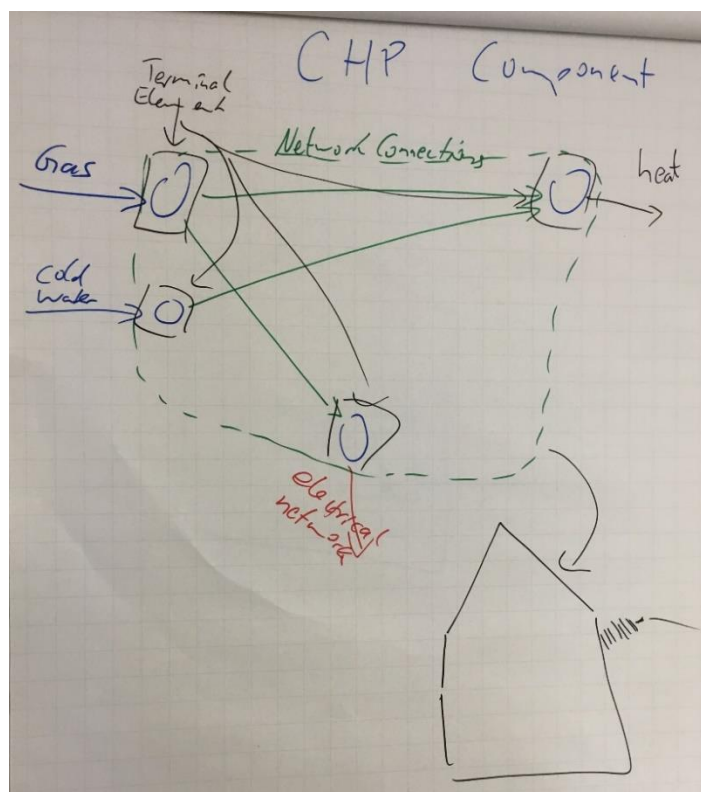 CHP Component
Terminal
Element
Network Connections
Gas
heat
Cold
water
electrical
network